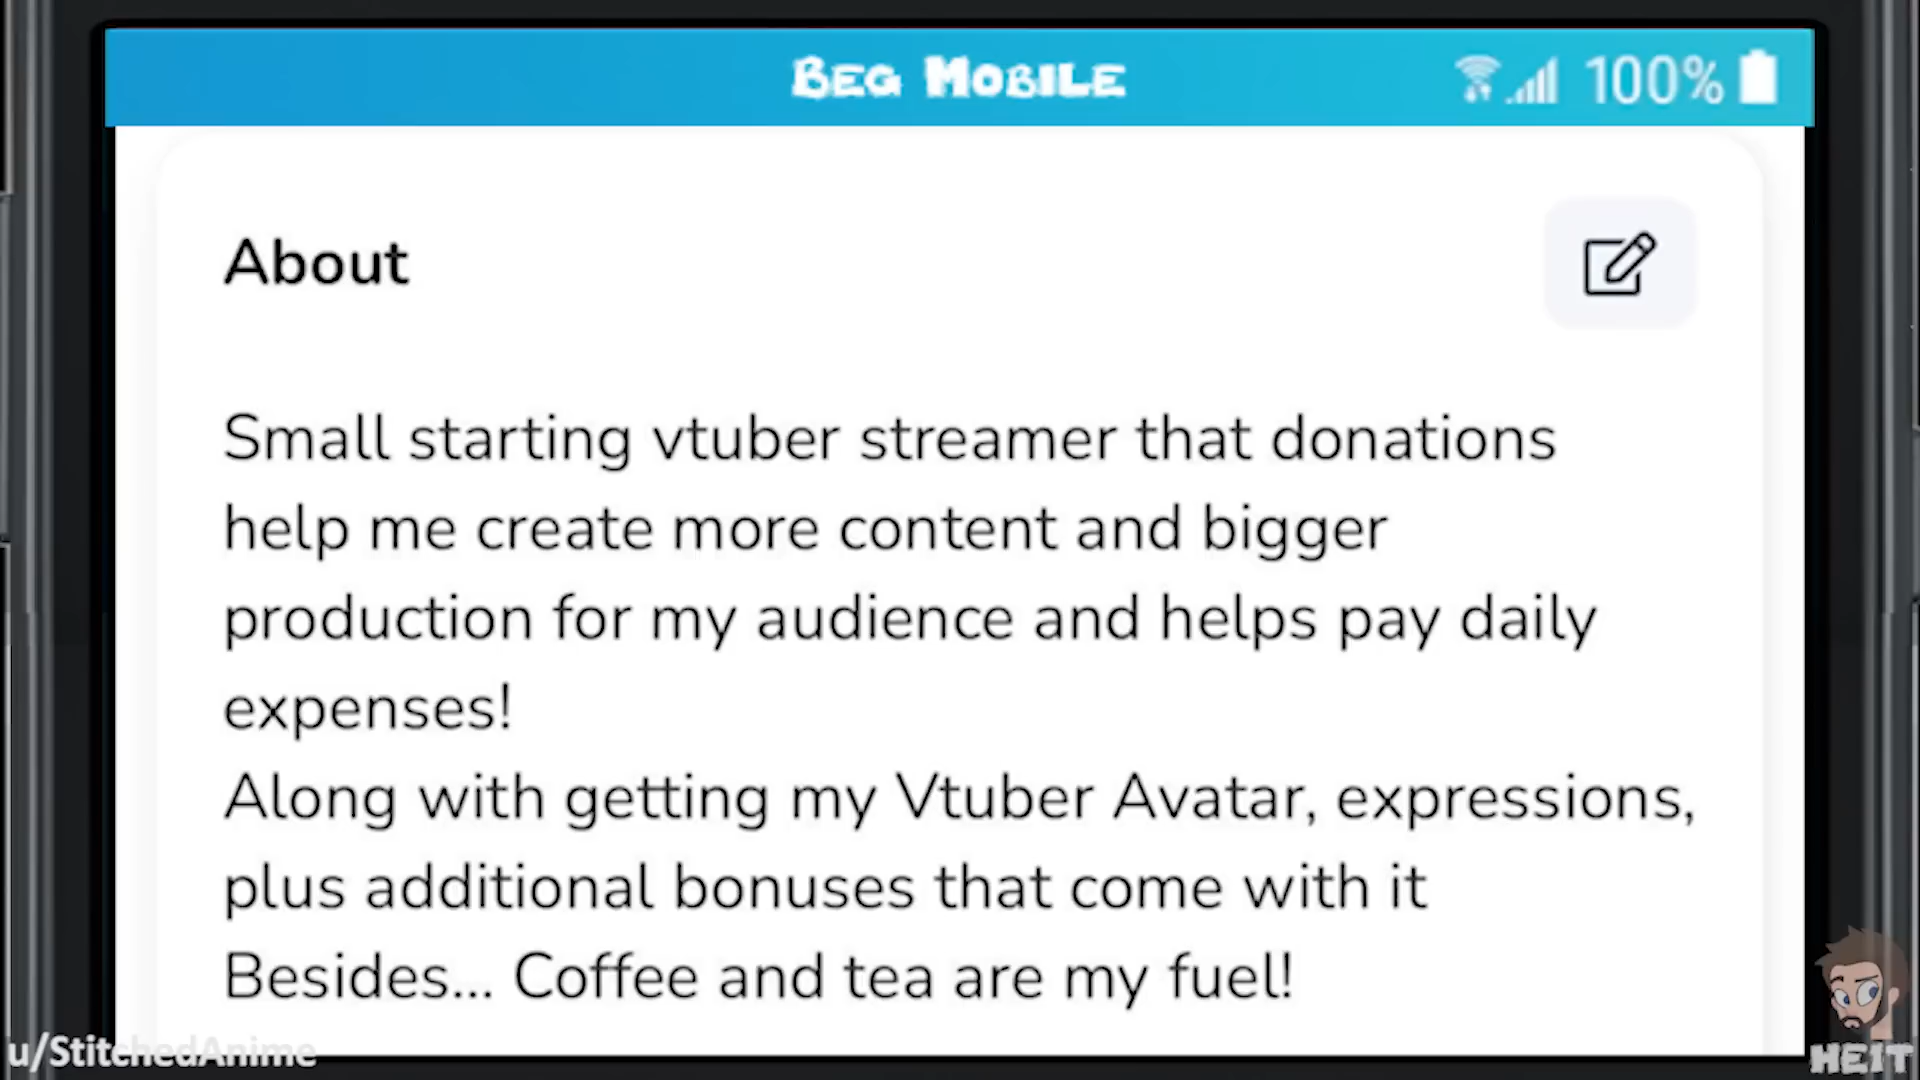 Beg Mobile
100%
About
Small starting vtuber streamer that donations
help me create more content and bigger
production for my audience and helps pay daily
expenses!
Along with getting my Vtuber Avatar, expressions,
plus additional bonuses that come with it
Besides... Coffee and tea are my fuel!
u/StitchedAnime
HEIT